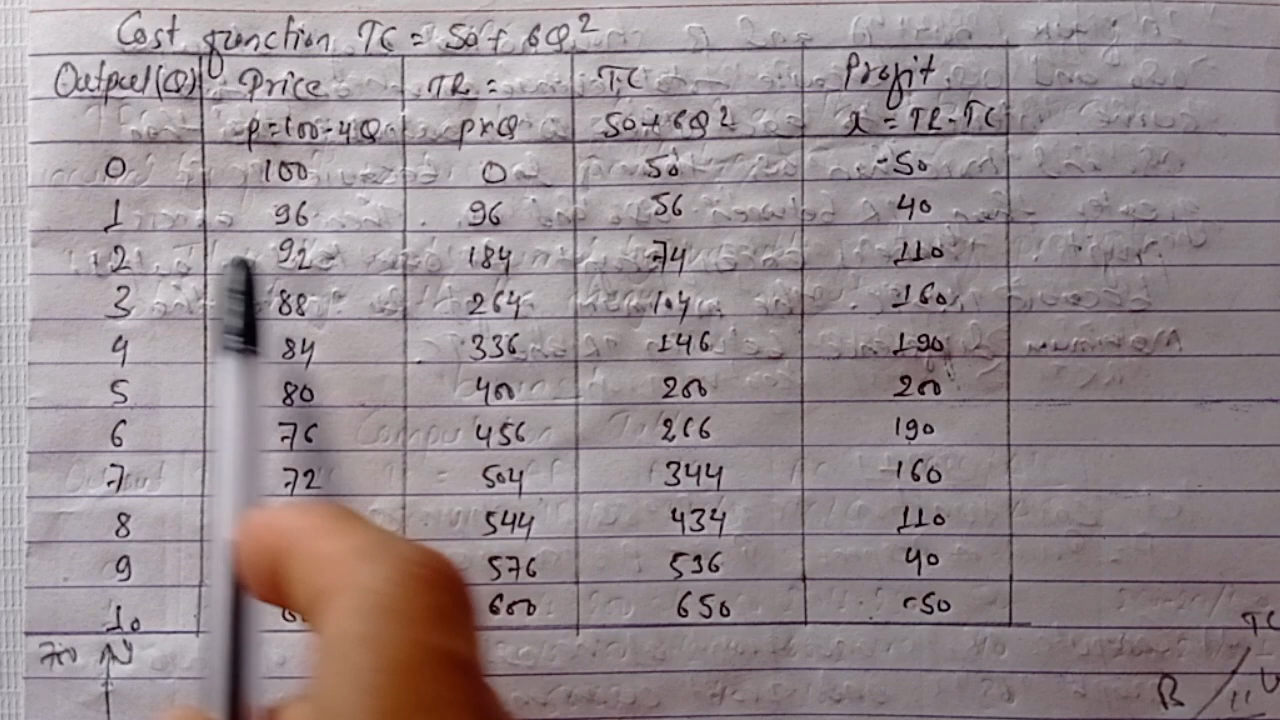 Cost function TC = 50 + 6Q²
Output(Q) Price TR = TC Profit
p=100-4Q p×Q 50+6Q² π = TR-TC
0 100 0 50 -50
1 96 96 56 40
2 92 184 74 110
3 88 264 104 160
4 84 336 146 190
5 80 400 200 200
6 76 456 266 190
7 72 504 344 160
8 544 434 110
9 576 536 40
10 600 650 -50
700
TC
B